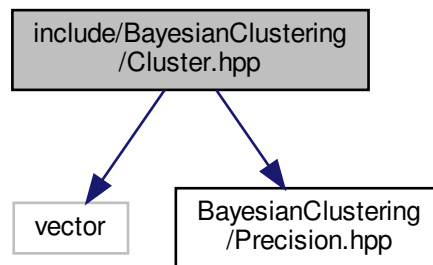 include/BayesianClustering
/Cluster.hpp
vector
BayesianClustering
/Precision.hpp